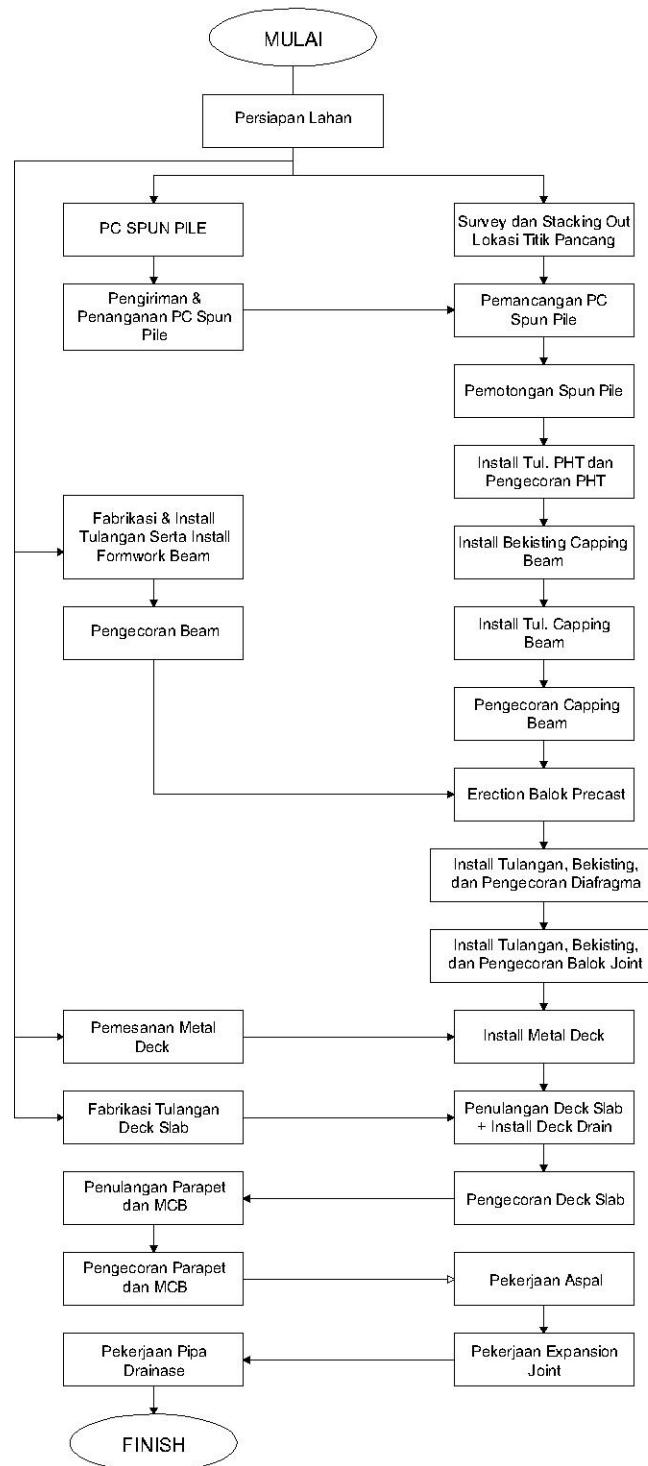 MULAI
Persiapan Lahan
PC SPUN PILE
Survey dan Stacking Out
Lokasi Titik Pancang
Pengiriman &
Penanganan PC Spun
Pile
Pemancangan PC
Spun Pile
Pemotongan Spun Pile
Install Tul. PHT dan
Pengecoran PHT
Fabrikasi & Install
Tulangan Serta Install
Formwork Beam
Install Bekisting Capping
Beam
Pengecoran Beam
Install Tul. Capping
Beam
Pengecoran Capping
Beam
Erection Balok Precast
Install Tulangan, Bekisting,
dan Pengecoran Diafragma
Install Tulangan, Bekisting,
dan Pengecoran Balok Joint
Pemesanan Metal
Deck
Install Metal Deck
Fabrikasi Tulangan
Deck Slab
Penulangan Deck Slab
+ Install Deck Drain
Penulangan Parapet
dan MCB
Pengecoran Deck Slab
Pengecoran Parapet
dan MCB
Pekerjaan Aspal
Pekerjaan Pipa
Drainase
Pekerjaan Expansion
Joint
FINISH